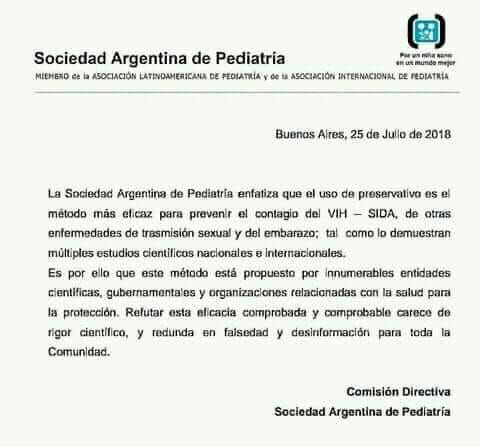 Sociedad Argentina de Pediatría
Por un niño sano
en un mundo mejor
MIEMBRO de la ASOCIACIÓN LATINOAMERICANA DE PEDIATRÍA y de la ASOCIACIÓN INTERNACIONAL DE PEDIATRÍA
Buenos Aires, 25 de Julio de 2018
La Sociedad Argentina de Pediatría enfatiza que el uso de preservativo es el
método más eficaz para prevenir el contagio del VIH – SIDA, de otras
enfermedades de trasmisión sexual y del embarazo; tal como lo demuestran
múltiples estudios científicos nacionales e internacionales.
Es por ello que este método está propuesto por innumerables entidades
científicas, gubernamentales y organizaciones relacionadas con la salud para
la protección. Refutar esta eficacia comprobada y comprobable carece de
rigor científico, y redunda en falsedad y desinformación para toda la
Comunidad.
Comisión Directiva
Sociedad Argentina de Pediatría